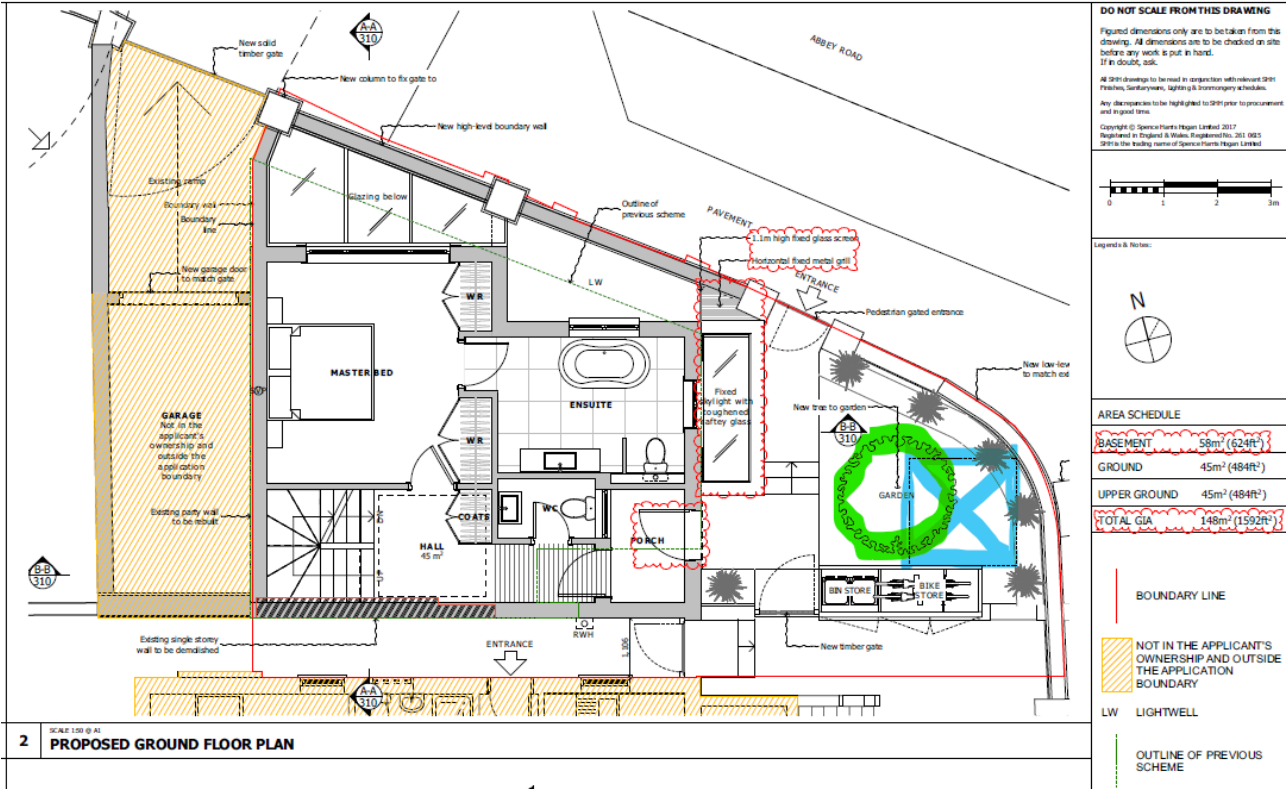 DO NOT SCALE FROM THIS DRAWING
Figured dimensions only are to be taken from this
drawing. All dimensions are to be checked on site
before any work is put in hand.
If in doubt, ask.
All SHH drawings to be read in conjunction with relevant SHH
Finishes, Sanitaryware, Lighting & Ironmongery schedules.
Any discrepancies to be highlighted to SHH prior to procurement
and in good time.
Copyright © Spence Harris Hogan Limited 2017
Registered in England & Wales. Registered No. 261 0615
SHH is the trading name of Spence Harris Hogan Limited
0 1 2 3m
Legends & Notes:
N
AREA SCHEDULE
BASEMENT 58m² (624ft²)
GROUND 45m² (484ft²)
UPPER GROUND 45m² (484ft²)
TOTAL GIA 148m² (1592ft²)
BOUNDARY LINE
NOT IN THE APPLICANT'S
OWNERSHIP AND OUTSIDE
THE APPLICATION
BOUNDARY
LW LIGHTWELL
OUTLINE OF PREVIOUS
SCHEME
A-A
310
ABBEY ROAD
New solid
timber gate
New column to fix gate to
New high-level boundary wall
Existing ramp
Boundary wall
Boundary
line
Glazing below
Outline of
previous scheme
PAVEMENT
1.1m high fixed glass screen
Horizontal fixed metal grill
ENTRANCE
New garage door
to match gate
LW
Pedestrian gated entrance
WR
MASTER BED
ENSUITE
New low-lev
to match exi
SVP
GARAGE
Not in the
applicant's
ownership and
outside the
application
boundary
Fixed
skylight with
toughened
saftey glass
New tree to garden
B-B
310
WR
GARDEN
Existing party wall
to be rebuilt
COATS
WC
DN
HALL
45 m²
PORCH
UP
B-B
310
BIN STORE
BIKE
STORE
Existing single storey
wall to be demolished
RWH
ENTRANCE
1,106
New timber gate
A-A
310
2
SCALE 1:50 @ A1
PROPOSED GROUND FLOOR PLAN